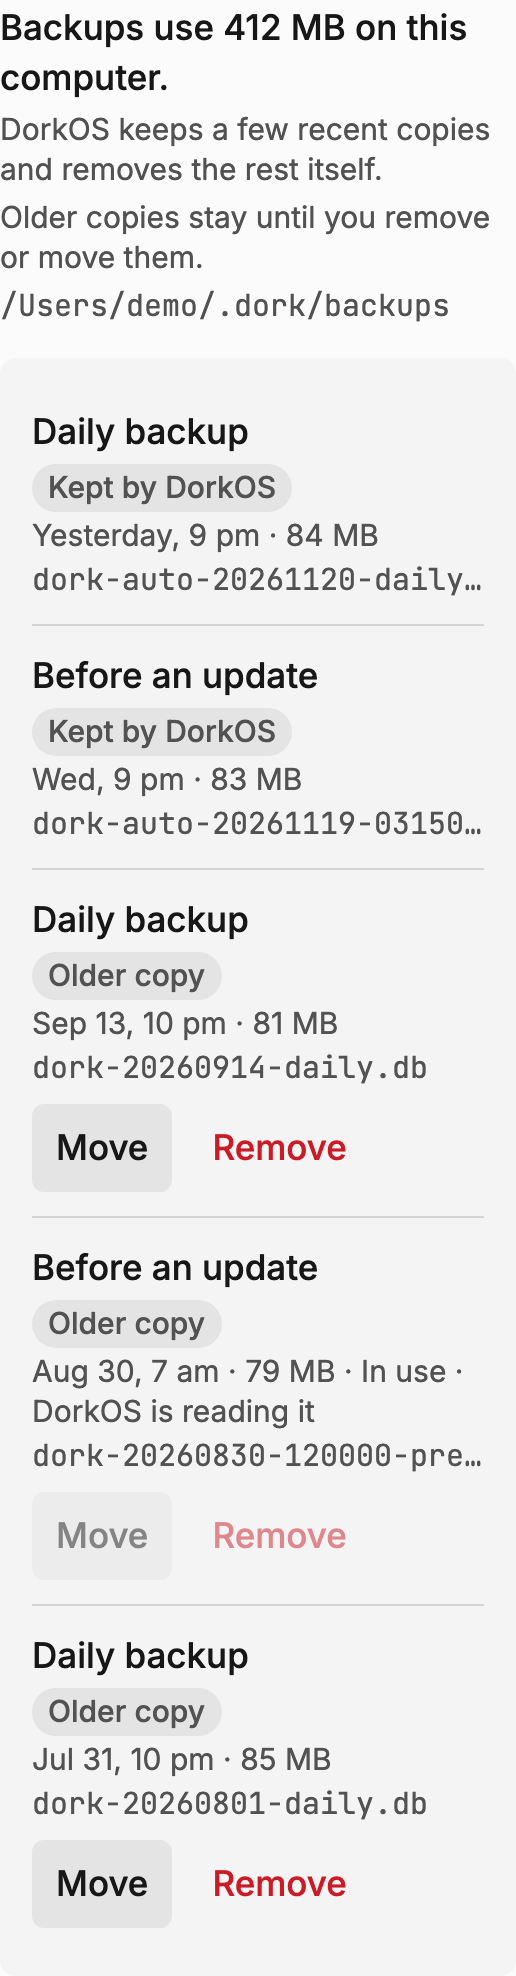 Backups use 412 MB on this
computer.
DorkOS keeps a few recent copies
and removes the rest itself.
Older copies stay until you remove
or move them.
/Users/demo/.dork/backups
Daily backup
Kept by DorkOS
Yesterday, 9 pm · 84 MB
dork-auto-20261120-daily…
Before an update
Kept by DorkOS
Wed, 9 pm · 83 MB
dork-auto-20261119-03150…
Daily backup
Older copy
Sep 13, 10 pm · 81 MB
dork-20260914-daily.db
Move Remove
Before an update
Older copy
Aug 30, 7 am · 79 MB · In use ·
DorkOS is reading it
dork-20260830-120000-pre…
Move Remove
Daily backup
Older copy
Jul 31, 10 pm · 85 MB
dork-20260801-daily.db
Move Remove